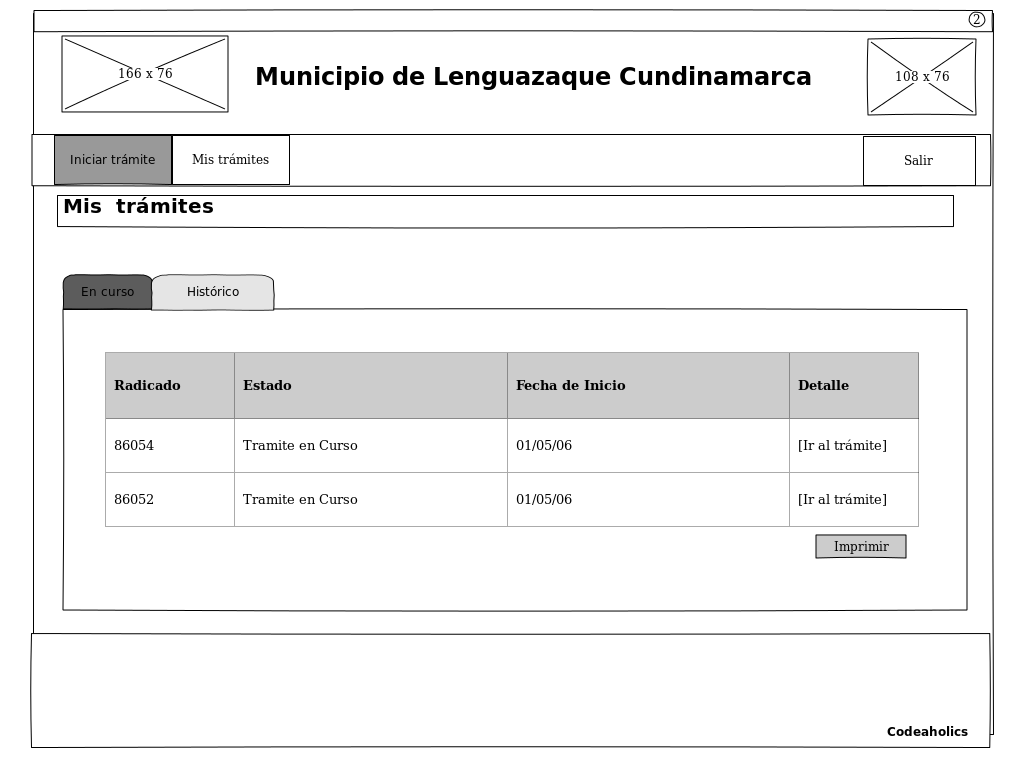 2
166 x 76
Municipio de Lenguazaque Cundinamarca
108 x 76
Iniciar trámite
Mis trámites
Salir
Mis trámites
En curso
Histórico
Radicado Estado Fecha de Inicio Detalle
86054 Tramite en Curso 01/05/06 [Ir al trámite]
86052 Tramite en Curso 01/05/06 [Ir al trámite]
Imprimir
Codeaholics